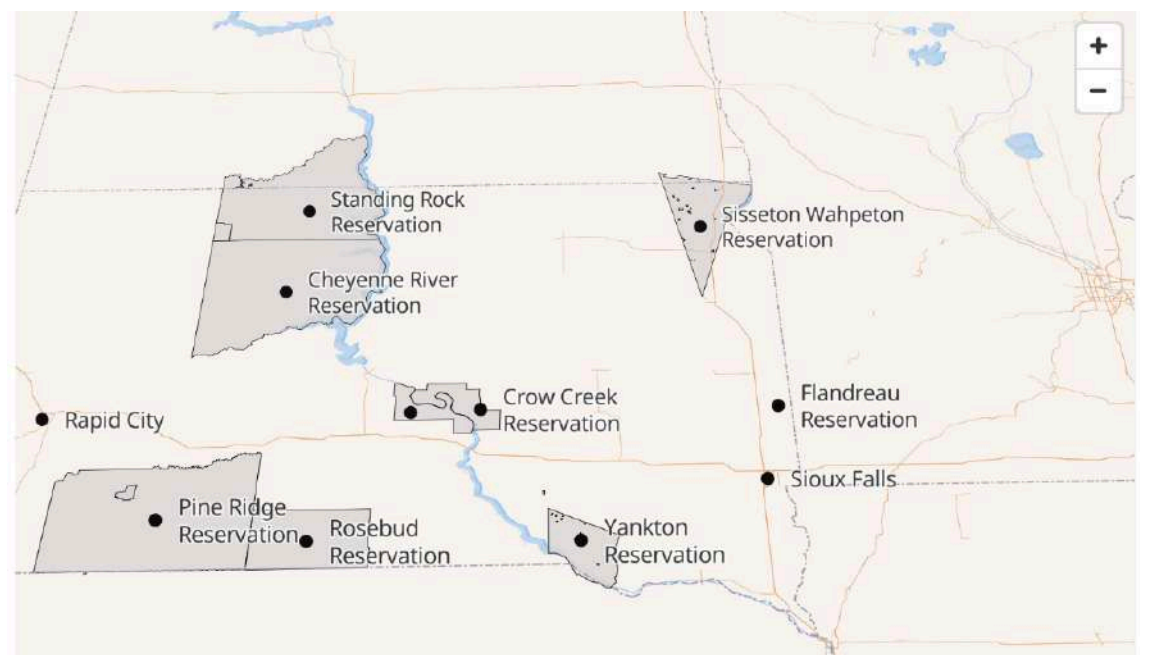 +
−
Standing Rock
Reservation
Sisseton Wahpeton
Reservation
Cheyenne River
Reservation
Crow Creek
Reservation
Flandreau
Reservation
Rapid City
Sioux Falls
Pine Ridge
Reservation
Rosebud
Reservation
Yankton
Reservation